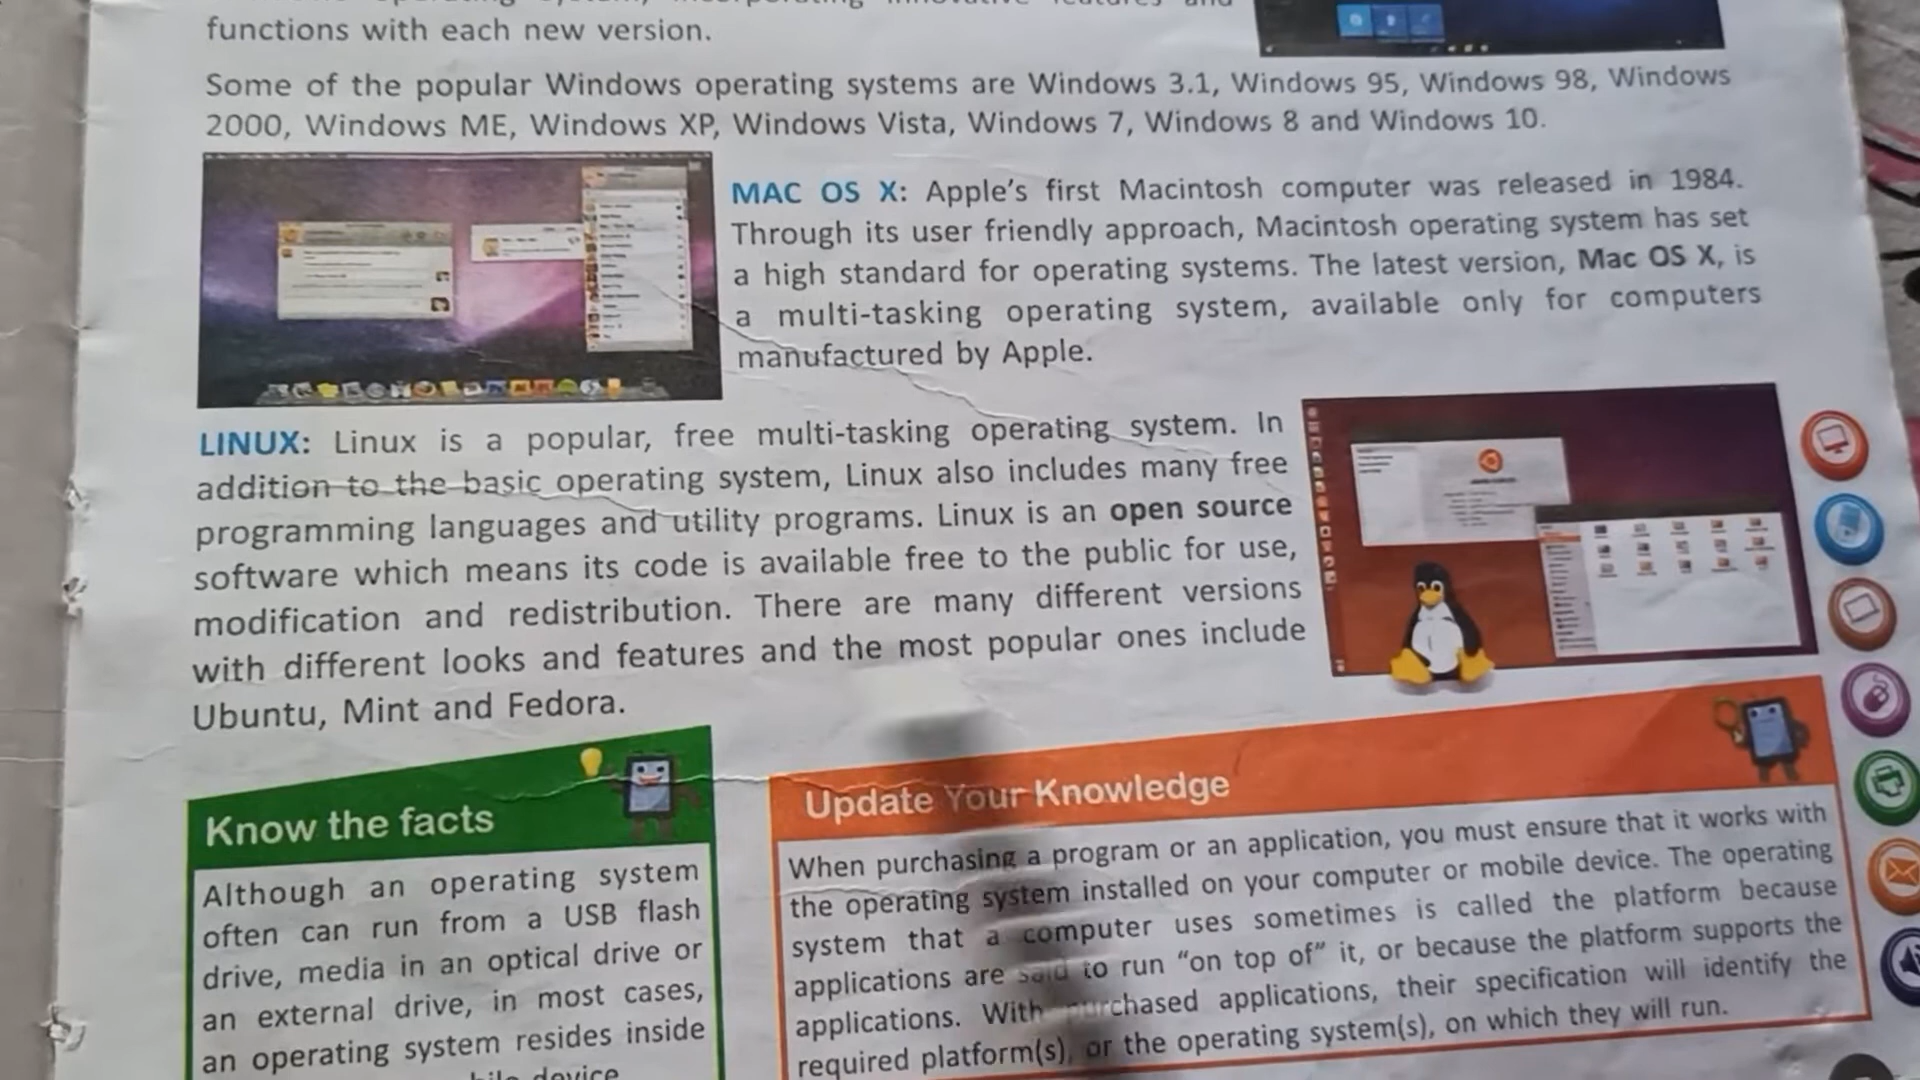 functions with each new version.
Some of the popular Windows operating systems are Windows 3.1, Windows 95, Windows 98, Windows
2000, Windows ME, Windows XP, Windows Vista, Windows 7, Windows 8 and Windows 10.
MAC OS X: Apple's first Macintosh computer was released in 1984.
Through its user friendly approach, Macintosh operating system has set
a high standard for operating systems. The latest version, Mac OS X, is
a multi-tasking operating system, available only for computers
manufactured by Apple.
LINUX: Linux is a popular, free multi-tasking operating system. In
addition to the basic operating system, Linux also includes many free
programming languages and utility programs. Linux is an open source
software which means its code is available free to the public for use,
modification and redistribution. There are many different versions
with different looks and features and the most popular ones include
Ubuntu, Mint and Fedora.
Know the facts
Although an operating system
often can run from a USB flash
drive, media in an optical drive or
an external drive, in most cases,
an operating system resides inside
device
Update Your Knowledge
When purchasing a program or an application, you must ensure that it works with
the operating system installed on your computer or mobile device. The operating
system that a computer uses sometimes is called the platform because
applications are said to run "on top of" it, or because the platform supports the
applications. With purchased applications, their specification will identify the
required platform(s), or the operating system(s), on which they will run.